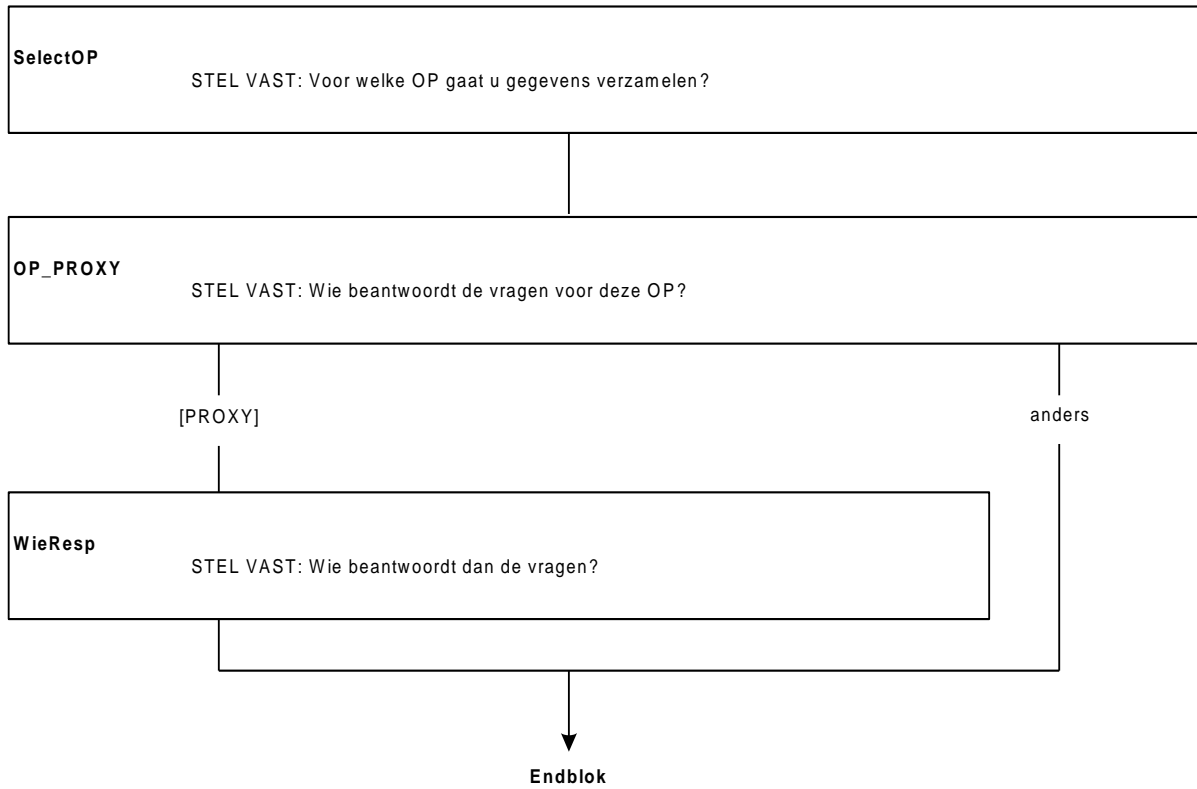 SelectOP
STEL VAST: Voor welke OP gaat u gegevens verzamelen?
OP_PROXY
STEL VAST: Wie beantwoordt de vragen voor deze OP?
[PROXY]
anders
WieResp
STEL VAST: Wie beantwoordt dan de vragen?
Endblok